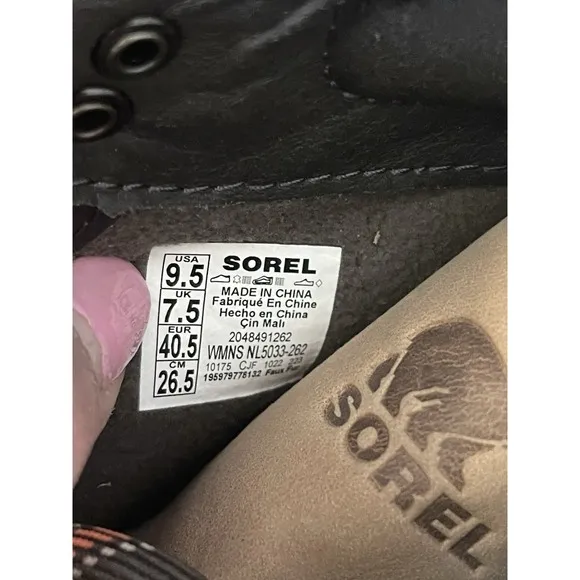 USA
9.5
UK
7.5
EUR
40.5
CM
26.5
SOREL
MADE IN CHINA
Fabriqué En Chine
Hecho en China
Çin Malı
2048491262
WMNS NL5033-262
10175 CJF 1022 223
195979778132 Faux Fur
SOREL